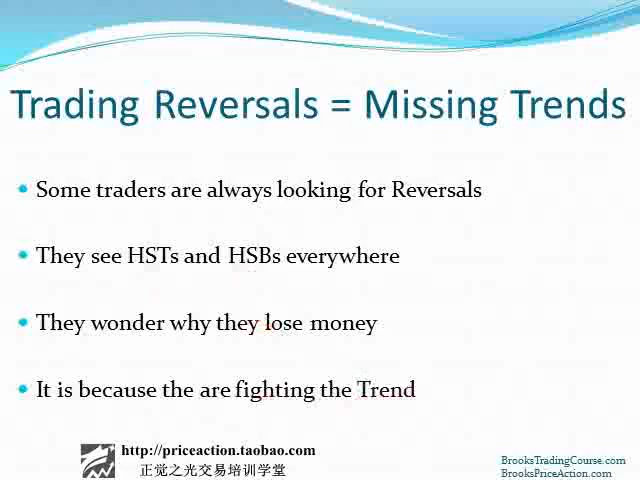 Trading Reversals = Missing Trends
Some traders are always looking for Reversals
They see HSTs and HSBs everywhere
They wonder why they lose money
It is because the are fighting the Trend
http://priceaction.taobao.com
正觉之光交易培训学堂
BrooksTradingCourse.com
BrooksPriceAction.com